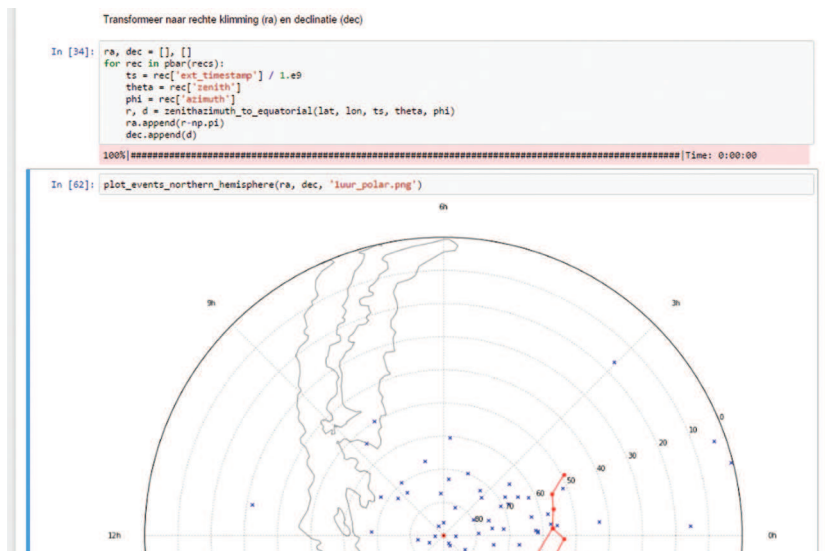 Transformeer naar rechte klimming (ra) en declinatie (dec)
In [34]: ra, dec = [], []
for rec in pbar(recs):
ts = rec['ext_timestamp'] / 1.e9
theta = rec['zenith']
phi = rec['azimuth']
r, d = zenithazimuth_to_equatorial(lat, lon, ts, theta, phi)
ra.append(r-np.pi)
dec.append(d)
100%|####################################################################################################|Time: 0:00:00
In [62]: plot_events_northern_hemisphere(ra, dec, '1uur_polar.png')
6h
9h
3h
0
10
20
30
40
50
60
70
80
12h
0h